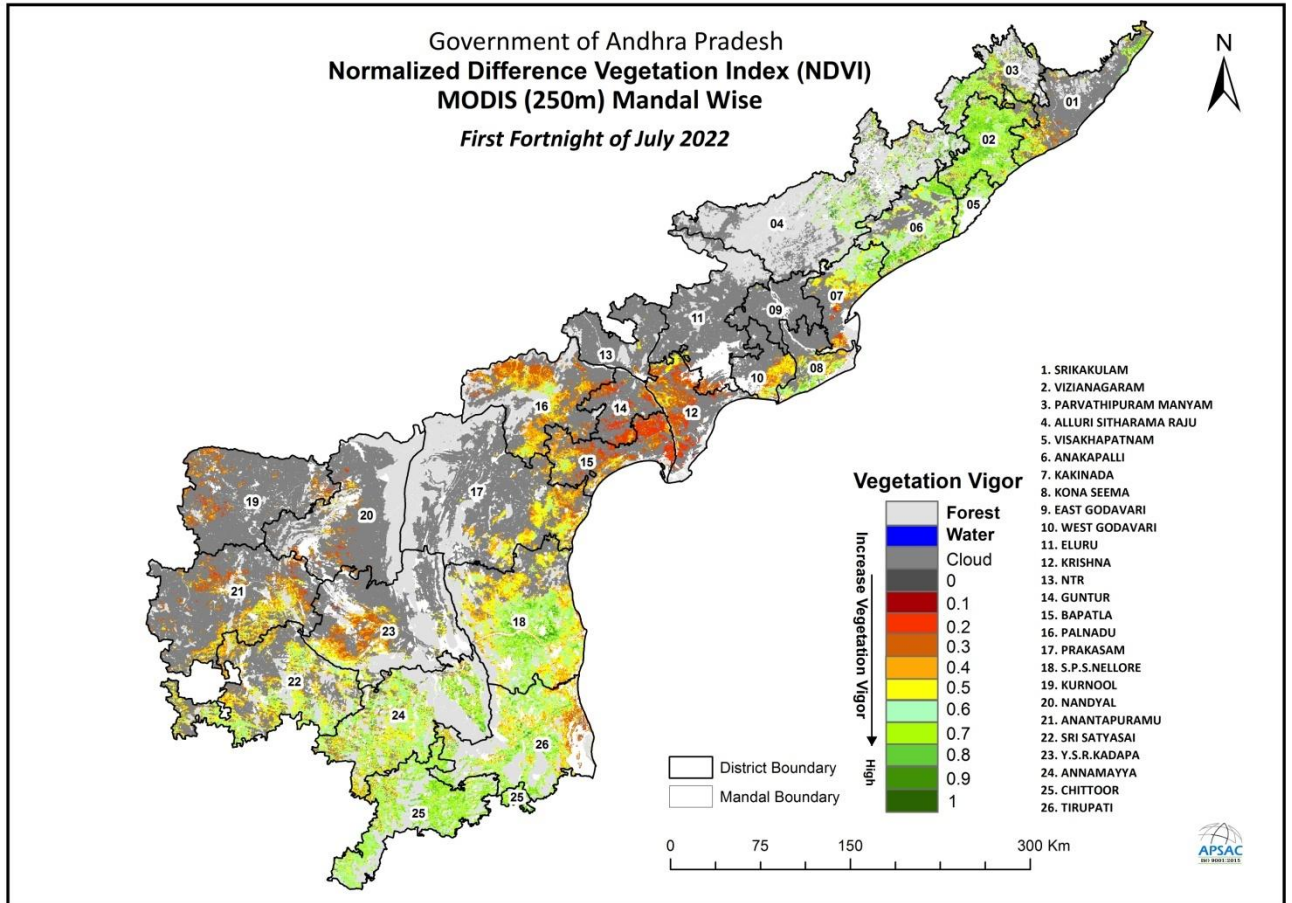 Government of Andhra Pradesh
Normalized Difference Vegetation Index (NDVI)
MODIS (250m) Mandal Wise
First Fortnight of July 2022
N
03
01
02
05
04
06
07
09
11
13
08
10
16
14
12
15
17
19
20
21
18
23
22
24
26
25
25
1. SRIKAKULAM
2. VIZIANAGARAM
3. PARVATHIPURAM MANYAM
4. ALLURI SITHARAMA RAJU
5. VISAKHAPATNAM
6. ANAKAPALLI
7. KAKINADA
8. KONA SEEMA
9. EAST GODAVARI
10. WEST GODAVARI
11. ELURU
12. KRISHNA
13. NTR
14. GUNTUR
15. BAPATLA
16. PALNADU
17. PRAKASAM
18. S.P.S.NELLORE
19. KURNOOL
20. NANDYAL
21. ANANTAPURAMU
22. SRI SATYASAI
23. Y.S.R.KADAPA
24. ANNAMAYYA
25. CHITTOOR
26. TIRUPATI
Vegetation Vigor
Increase Vegetation Vigor
High
Forest
Water
Cloud
0
0.1
0.2
0.3
0.4
0.5
0.6
0.7
0.8
0.9
1
District Boundary
Mandal Boundary
0 75 150 300 Km
APSAC
ISO 9001:2015